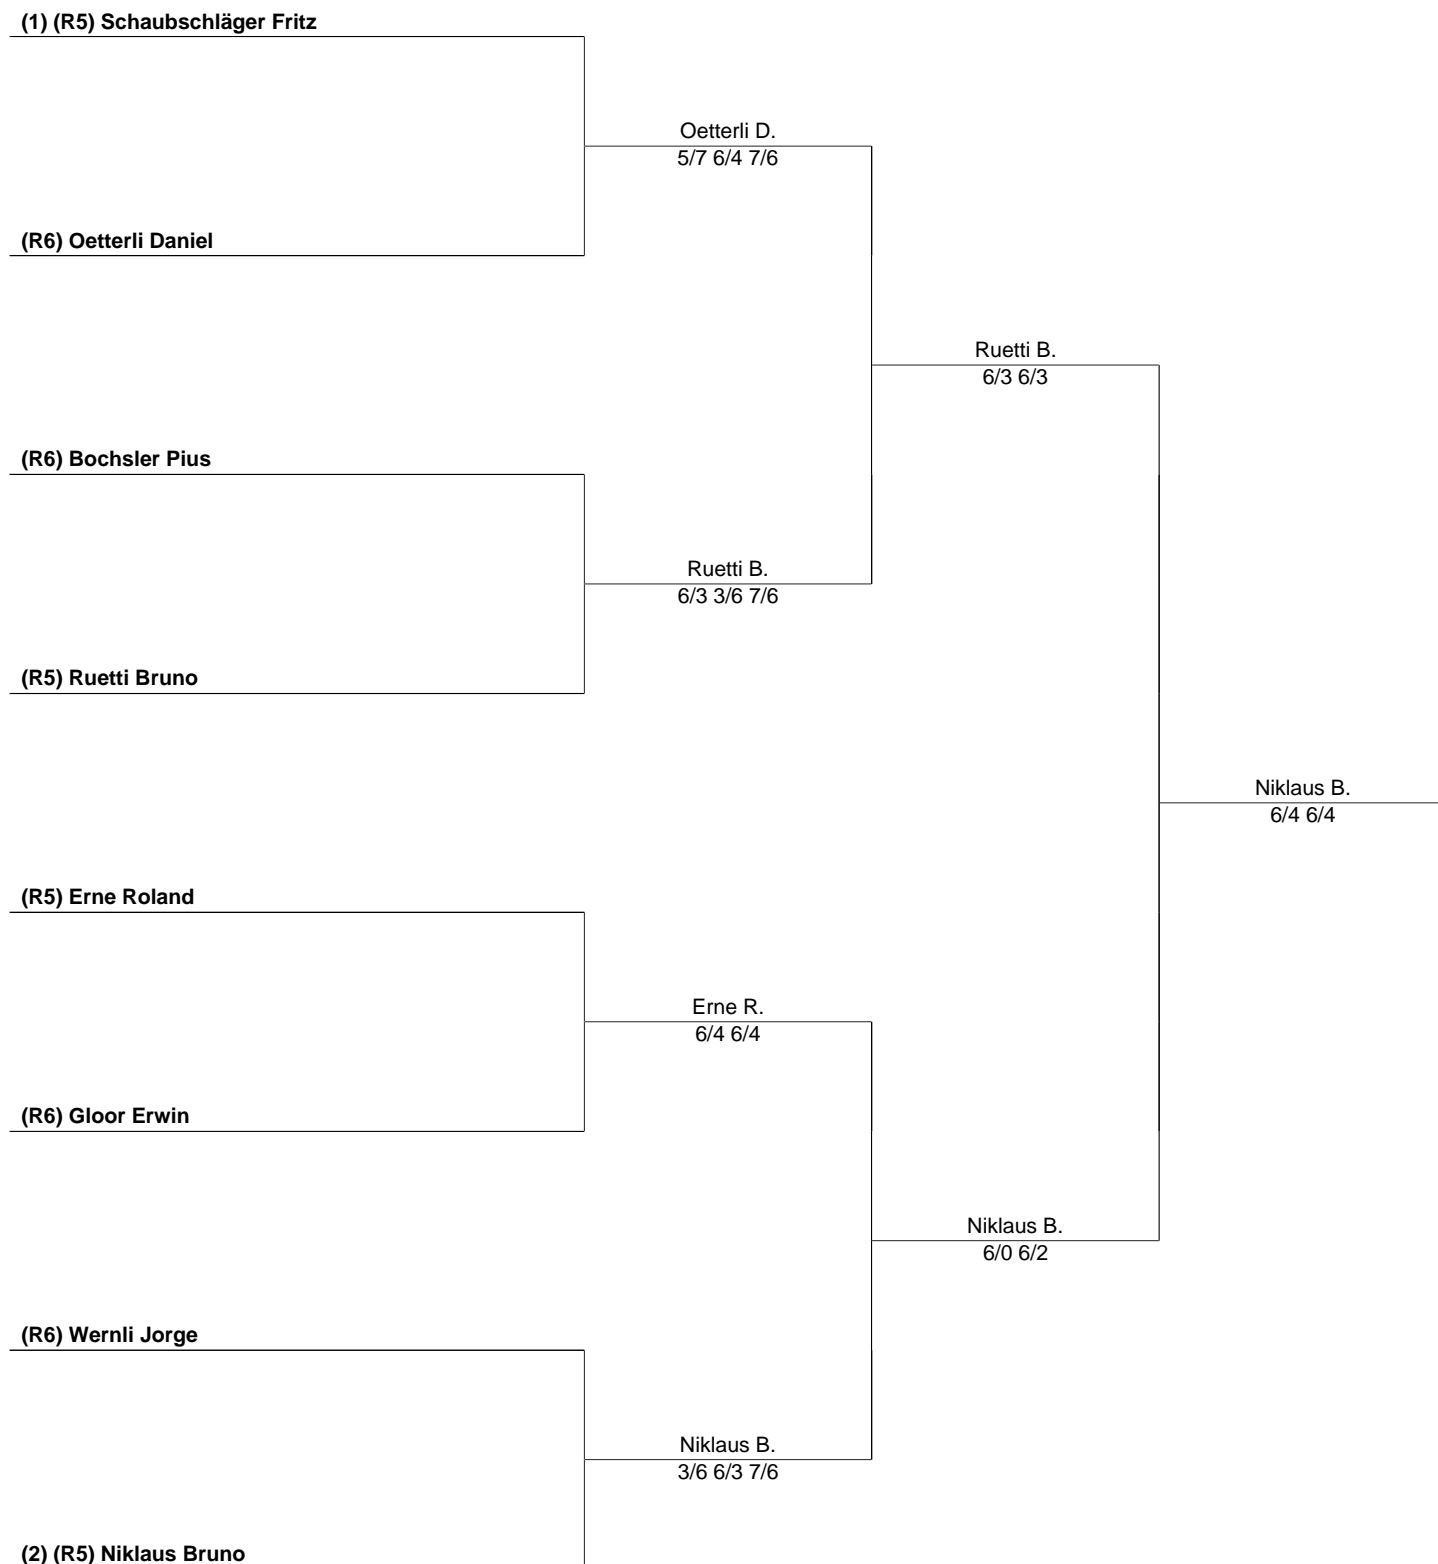 (1) (R5) Schaubschläger Fritz
Oetterli D.
5/7 6/4 7/6
(R6) Oetterli Daniel
Ruetti B.
6/3 6/3
(R6) Bochsler Pius
Ruetti B.
6/3 3/6 7/6
(R5) Ruetti Bruno
Niklaus B.
6/4 6/4
(R5) Erne Roland
Erne R.
6/4 6/4
(R6) Gloor Erwin
Niklaus B.
6/0 6/2
(R6) Wernli Jorge
Niklaus B.
3/6 6/3 7/6
(2) (R5) Niklaus Bruno